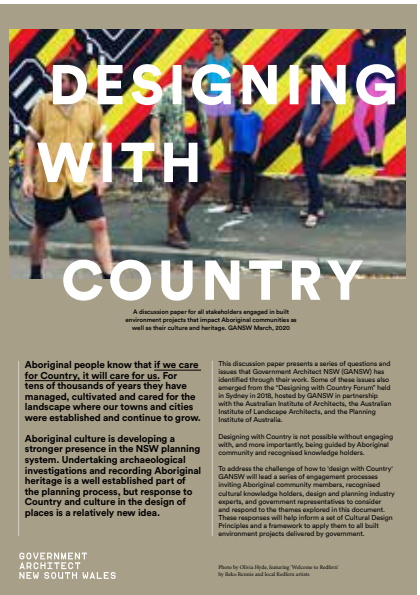 DESIGNING
WITH
COUNTRY
A discussion paper for all stakeholders engaged in built
environment projects that impact Aboriginal communities as
well as their culture and heritage. GANSW March, 2020
Aboriginal people know that if we care
for Country, it will care for us. For
tens of thousands of years they have
managed, cultivated and cared for the
landscape where our towns and cities
were established and continue to grow.
Aboriginal culture is developing a
stronger presence in the NSW planning
system. Undertaking archaeological
investigations and recording Aboriginal
heritage is a well established part of
the planning process, but response to
Country and culture in the design of
places is a relatively new idea.
This discussion paper presents a series of questions and
issues that Government Architect NSW (GANSW) has
identified through their work. Some of these issues also
emerged from the "Designing with Country Forum" held
in Sydney in 2018, hosted by GANSW in partnership
with the Australian Institute of Architects, the Australian
Institute of Landscape Architects, and the Planning
Institute of Australia.
Designing with Country is not possible without engaging
with, and more importantly, being guided by Aboriginal
community and recognised knowledge holders.
To address the challenge of how to 'design with Country'
GANSW will lead a series of engagement processes
inviting Aboriginal community members, recognised
cultural knowledge holders, design and planning industry
experts, and government representatives to consider
and respond to the themes explored in this document.
These responses will help inform a set of Cultural Design
Principles and a framework to apply them to all built
environment projects delivered by government.
GOVERNMENT
ARCHITECT
NEW SOUTH WALES
Photo by Olivia Hyde, featuring 'Welcome to Redfern'
by Reko Rennie and local Redfern artists